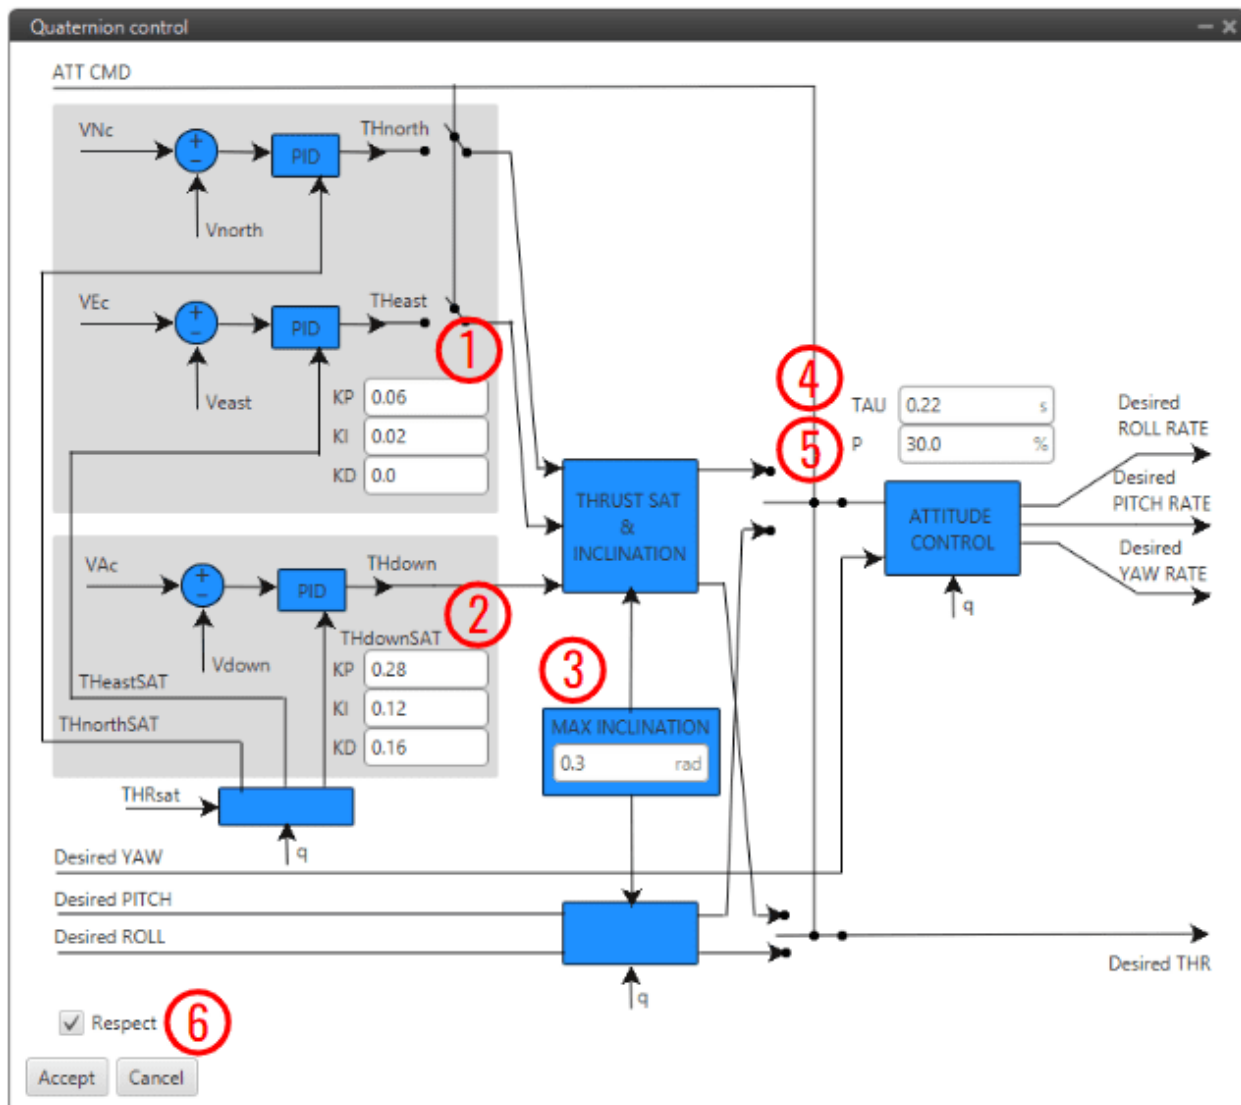 Quaternion control
ATT CMD
VNc
+
−
PID
THnorth
Vnorth
VEc
+
−
PID
THeast
1
Veast
KP 0.06
KI 0.02
KD 0.0
4
TAU 0.22 s
5
P 30.0 %
Desired
ROLL RATE
Desired
PITCH RATE
Desired
YAW RATE
THRUST SAT
&
INCLINATION
ATTITUDE
CONTROL
q
VAc
+
−
PID
THdown
2
Vdown
THdownSAT
KP 0.28
KI 0.12
KD 0.16
THeastSAT
THnorthSAT
3
MAX INCLINATION
0.3 rad
THRsat
q
Desired YAW
Desired PITCH
Desired ROLL
q
Desired THR
Respect
6
Accept
Cancel